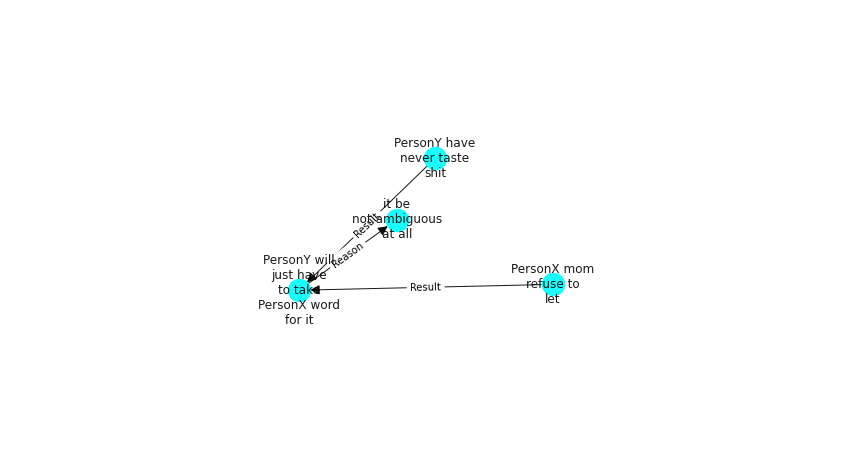 PersonY have
never taste
shit
it be
not ambiguous
at all
Result
Reason
PersonY will
just have
to take
PersonX word
for it
Result
PersonX mom
refuse to
let